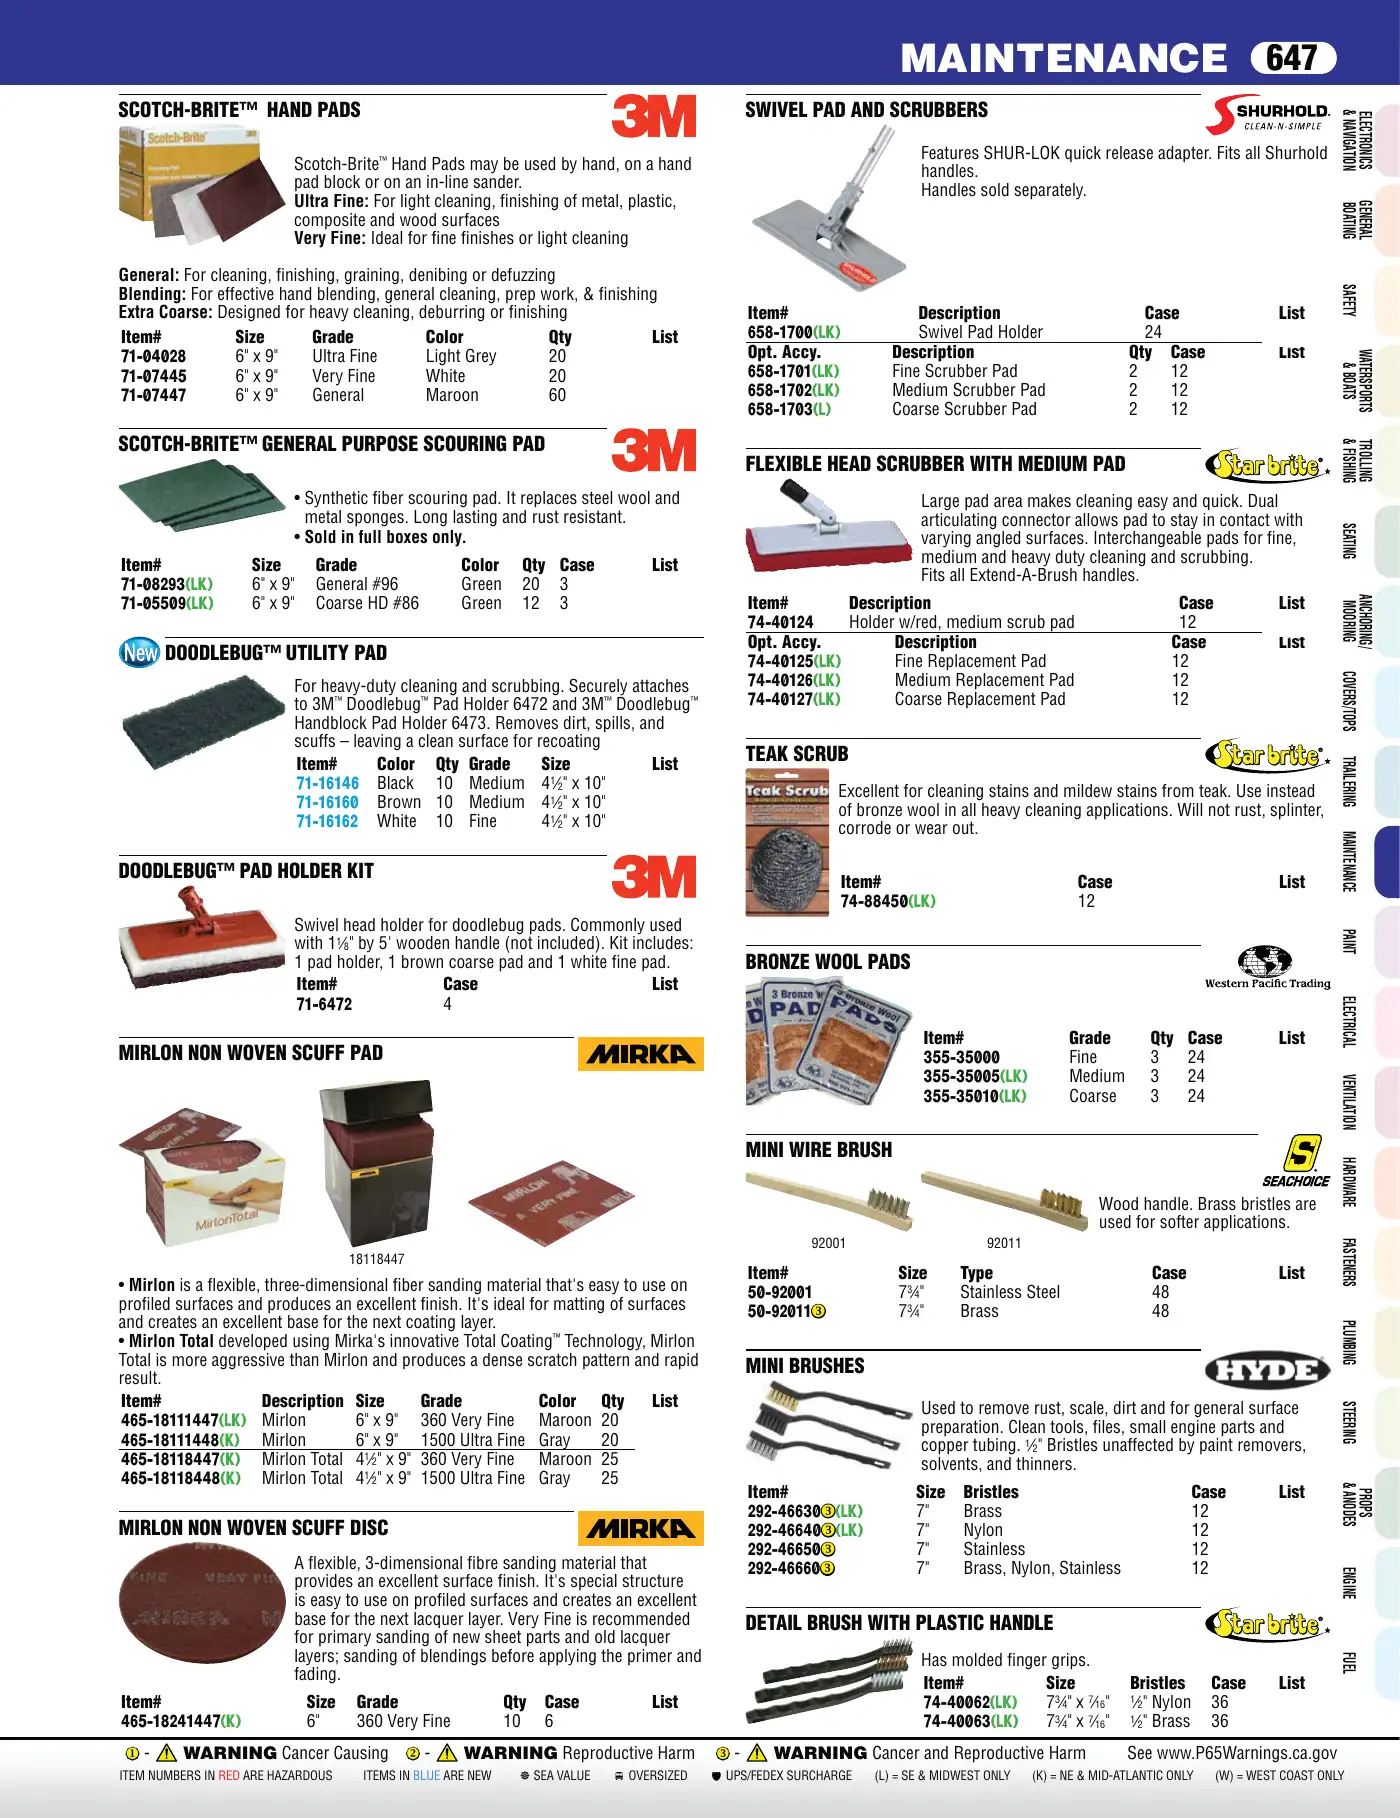 MAINTENANCE 647
SCOTCH-BRITE™ HAND PADS
3M
Scotch-Brite™ Hand Pads may be used by hand, on a hand
pad block or on an in-line sander.
Ultra Fine: For light cleaning, finishing of metal, plastic,
composite and wood surfaces
Very Fine: Ideal for fine finishes or light cleaning
General: For cleaning, finishing, graining, denibing or defuzzing
Blending: For effective hand blending, general cleaning, prep work, & finishing
Extra Coarse: Designed for heavy cleaning, deburring or finishing
Item# Size Grade Color Qty List
71-04028 6" x 9" Ultra Fine Light Grey 20
71-07445 6" x 9" Very Fine White 20
71-07447 6" x 9" General Maroon 60
SCOTCH-BRITE™ GENERAL PURPOSE SCOURING PAD
3M
• Synthetic fiber scouring pad. It replaces steel wool and
metal sponges. Long lasting and rust resistant.
• Sold in full boxes only.
Item# Size Grade Color Qty Case List
71-08293(LK) 6" x 9" General #96 Green 20 3
71-05509(LK) 6" x 9" Coarse HD #86 Green 12 3
New DOODLEBUG™ UTILITY PAD
For heavy-duty cleaning and scrubbing. Securely attaches
to 3M™ Doodlebug™ Pad Holder 6472 and 3M™ Doodlebug™
Handblock Pad Holder 6473. Removes dirt, spills, and
scuffs – leaving a clean surface for recoating
Item# Color Qty Grade Size List
71-16146 Black 10 Medium 4½" x 10"
71-16160 Brown 10 Medium 4½" x 10"
71-16162 White 10 Fine 4½" x 10"
DOODLEBUG™ PAD HOLDER KIT
3M
Swivel head holder for doodlebug pads. Commonly used
with 1⅛" by 5' wooden handle (not included). Kit includes:
1 pad holder, 1 brown coarse pad and 1 white fine pad.
Item# Case List
71-6472 4
MIRLON NON WOVEN SCUFF PAD
MIRKA
18118447
• Mirlon is a flexible, three-dimensional fiber sanding material that's easy to use on
profiled surfaces and produces an excellent finish. It's ideal for matting of surfaces
and creates an excellent base for the next coating layer.
• Mirlon Total developed using Mirka's innovative Total Coating™ Technology, Mirlon
Total is more aggressive than Mirlon and produces a dense scratch pattern and rapid
result.
Item# Description Size Grade Color Qty List
465-18111447(LK) Mirlon 6" x 9" 360 Very Fine Maroon 20
465-18111448(K) Mirlon 6" x 9" 1500 Ultra Fine Gray 20
465-18118447(K) Mirlon Total 4½" x 9" 360 Very Fine Maroon 25
465-18118448(K) Mirlon Total 4½" x 9" 1500 Ultra Fine Gray 25
MIRLON NON WOVEN SCUFF DISC
MIRKA
A flexible, 3-dimensional fibre sanding material that
provides an excellent surface finish. It's special structure
is easy to use on profiled surfaces and creates an excellent
base for the next lacquer layer. Very Fine is recommended
for primary sanding of new sheet parts and old lacquer
layers; sanding of blendings before applying the primer and
fading.
Item# Size Grade Qty Case List
465-18241447(K) 6" 360 Very Fine 10 6
SWIVEL PAD AND SCRUBBERS
SHURHOLD.
CLEAN-N-SIMPLE
Features SHUR-LOK quick release adapter. Fits all Shurhold
handles.
Handles sold separately.
Item# Description Case List
658-1700(LK) Swivel Pad Holder 24
Opt. Accy. Description Qty Case List
658-1701(LK) Fine Scrubber Pad 2 12
658-1702(LK) Medium Scrubber Pad 2 12
658-1703(L) Coarse Scrubber Pad 2 12
FLEXIBLE HEAD SCRUBBER WITH MEDIUM PAD
Star brite
Large pad area makes cleaning easy and quick. Dual
articulating connector allows pad to stay in contact with
varying angled surfaces. Interchangeable pads for fine,
medium and heavy duty cleaning and scrubbing.
Fits all Extend-A-Brush handles.
Item# Description Case List
74-40124 Holder w/red, medium scrub pad 12
Opt. Accy. Description Case List
74-40125(LK) Fine Replacement Pad 12
74-40126(LK) Medium Replacement Pad 12
74-40127(LK) Coarse Replacement Pad 12
TEAK SCRUB
Star brite
Teak Scrub
Excellent for cleaning stains and mildew stains from teak. Use instead
of bronze wool in all heavy cleaning applications. Will not rust, splinter,
corrode or wear out.
Item# Case List
74-88450(LK) 12
BRONZE WOOL PADS
Western Pacific Trading
Item# Grade Qty Case List
355-35000 Fine 3 24
355-35005(LK) Medium 3 24
355-35010(LK) Coarse 3 24
MINI WIRE BRUSH
SEACHOICE
Wood handle. Brass bristles are
used for softer applications.
92001 92011
Item# Size Type Case List
50-92001 7¾" Stainless Steel 48
50-92011③ 7¾" Brass 48
MINI BRUSHES
HYDE
Used to remove rust, scale, dirt and for general surface
preparation. Clean tools, files, small engine parts and
copper tubing. ½" Bristles unaffected by paint removers,
solvents, and thinners.
Item# Size Bristles Case List
292-46630③(LK) 7" Brass 12
292-46640③(LK) 7" Nylon 12
292-46650③ 7" Stainless 12
292-46660③ 7" Brass, Nylon, Stainless 12
DETAIL BRUSH WITH PLASTIC HANDLE
Star brite
Has molded finger grips.
Item# Size Bristles Case List
74-40062(LK) 7¾" x 7⁄16" ½" Nylon 36
74-40063(LK) 7¾" x 7⁄16" ½" Brass 36
ELECTRONICS & NAVIGATION
GENERAL BOATING
SAFETY
WATERSPORTS & BOATS
TROLLING & FISHING
SEATING
ANCHORING/ MOORING
COVERS/TOPS
TRAILERING
MAINTENANCE
PAINT
ELECTRICAL
VENTILATION
HARDWARE
FASTENERS
PLUMBING
STEERING
PROPS & ANODES
ENGINE
FUEL
① - ⚠ WARNING Cancer Causing ② - ⚠ WARNING Reproductive Harm ③ - ⚠ WARNING Cancer and Reproductive Harm See www.P65Warnings.ca.gov
ITEM NUMBERS IN RED ARE HAZARDOUS ITEMS IN BLUE ARE NEW SEA VALUE OVERSIZED UPS/FEDEX SURCHARGE (L) = SE & MIDWEST ONLY (K) = NE & MID-ATLANTIC ONLY (W) = WEST COAST ONLY